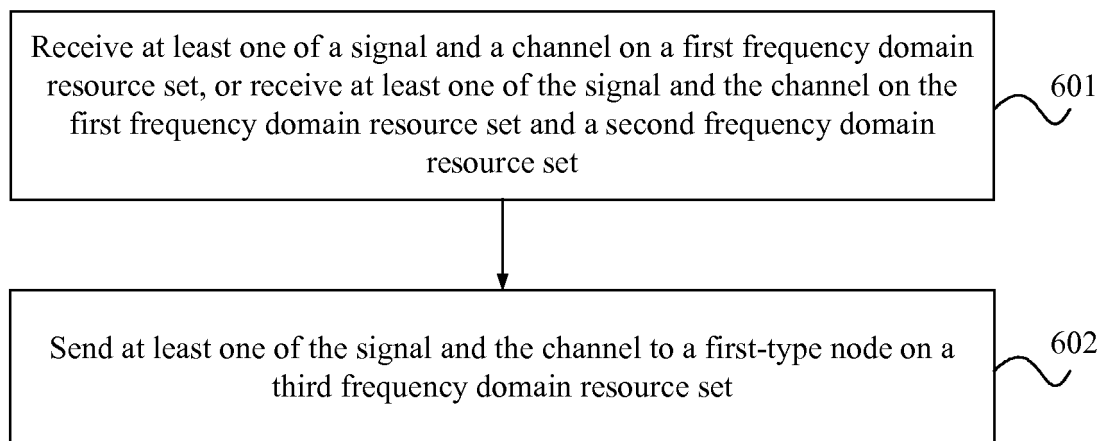 Receive at least one of a signal and a channel on a first frequency domain
resource set, or receive at least one of the signal and the channel on the
first frequency domain resource set and a second frequency domain
resource set
601
Send at least one of the signal and the channel to a first-type node on a
third frequency domain resource set
602